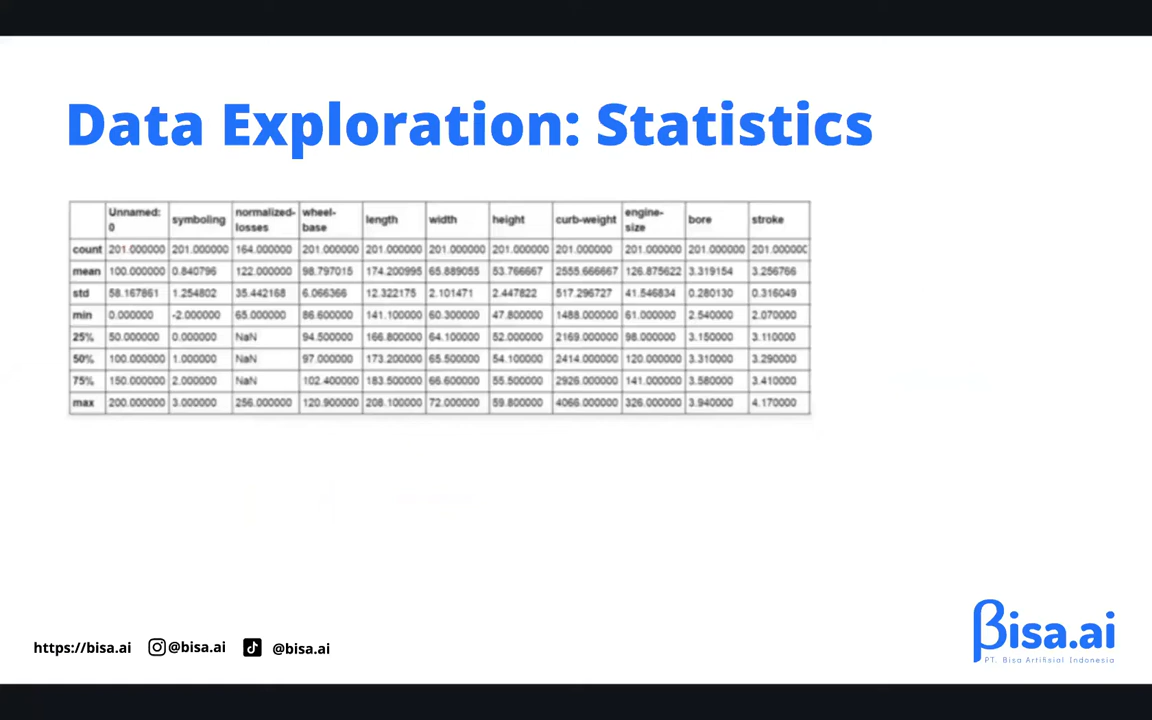 Data Exploration: Statistics
Unnamed: 0 symboling normalized-losses wheel-base length width height curb-weight engine-size bore stroke
count 201.000000 201.000000 164.000000 201.000000 201.000000 201.000000 201.000000 201.000000 201.000000 201.000000 201.000000
mean 100.000000 0.840796 122.000000 98.797015 174.200995 65.889055 53.766667 2555.666667 126.875622 3.319154 3.256766
std 58.167861 1.254802 35.442168 6.066366 12.322175 2.101471 2.447822 517.296727 41.546834 0.280130 0.316049
min 0.000000 -2.000000 65.000000 86.600000 141.100000 60.300000 47.800000 1488.000000 61.000000 2.540000 2.070000
25% 50.000000 0.000000 NaN 94.500000 166.800000 64.100000 52.000000 2169.000000 98.000000 3.150000 3.110000
50% 100.000000 1.000000 NaN 97.000000 173.200000 65.500000 54.100000 2414.000000 120.000000 3.310000 3.290000
75% 150.000000 2.000000 NaN 102.400000 183.500000 66.600000 55.500000 2926.000000 141.000000 3.580000 3.410000
max 200.000000 3.000000 256.000000 120.900000 208.100000 72.000000 59.800000 4066.000000 326.000000 3.940000 4.170000
https://bisa.ai @bisa.ai @bisa.ai
βisa.ai
PT. Bisa Artifisial Indonesia